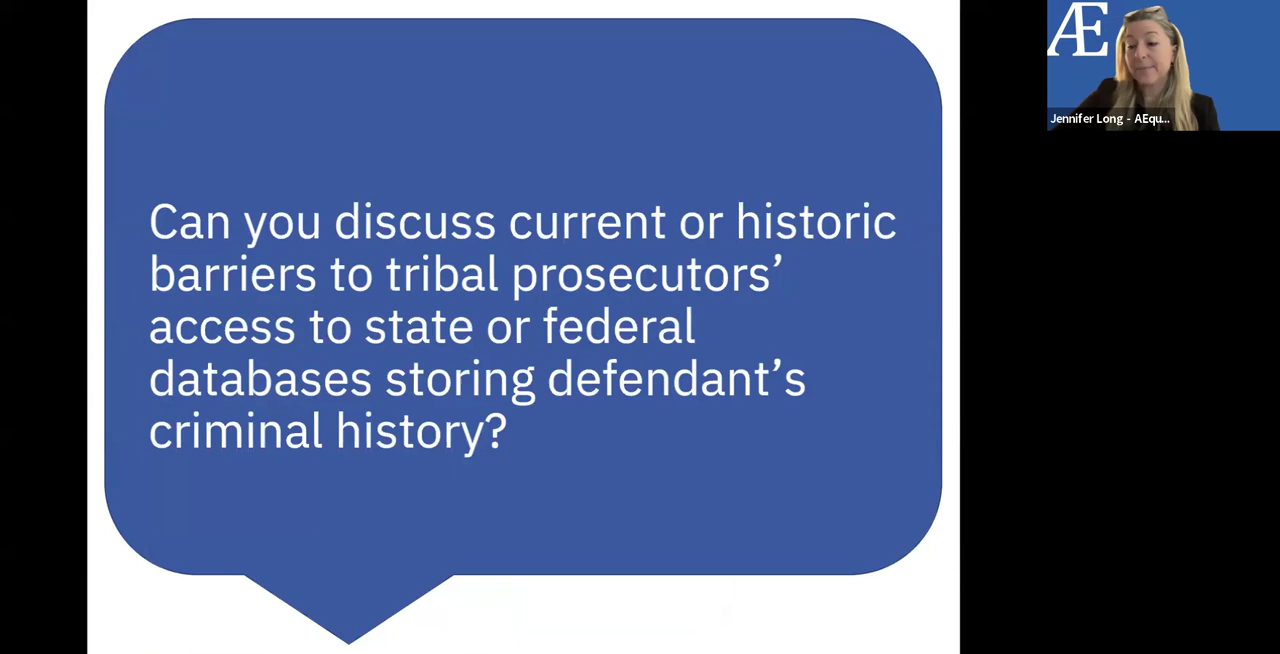 Can you discuss current or historic
barriers to tribal prosecutors’
access to state or federal
databases storing defendant’s
criminal history?
Æ
Jennifer Long - AEqu...